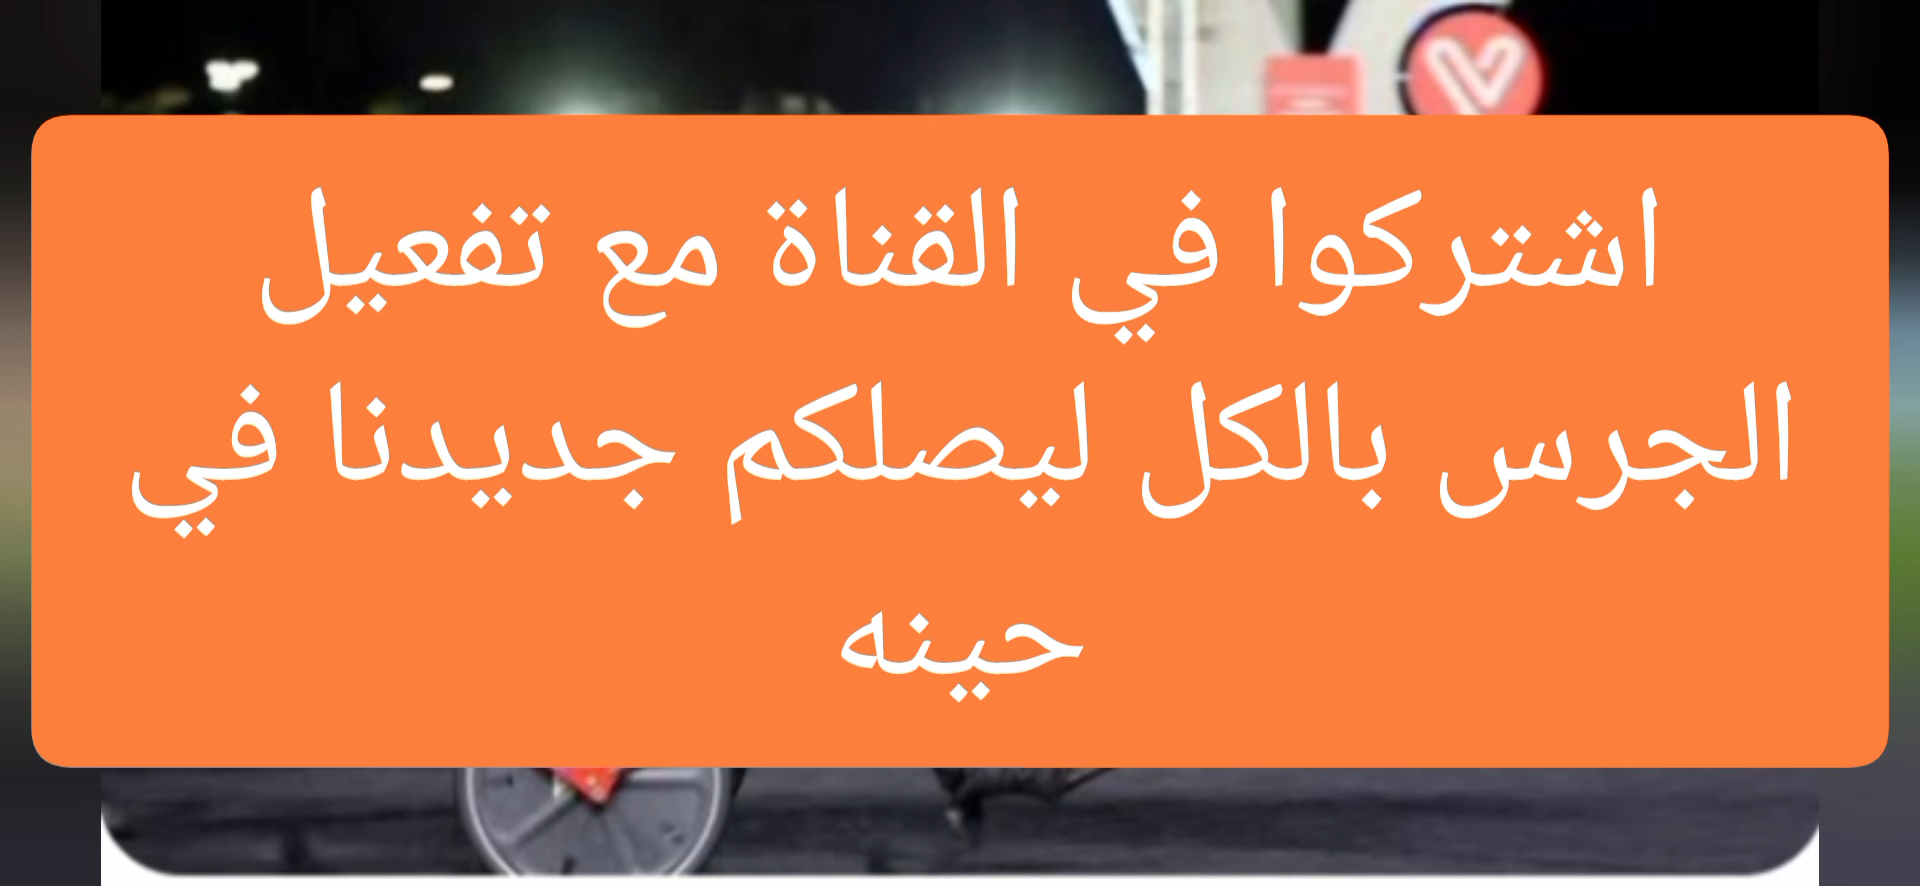 اشتركوا في القناة مع تفعيل
الجرس بالكل ليصلكم جديدنا في
حينه